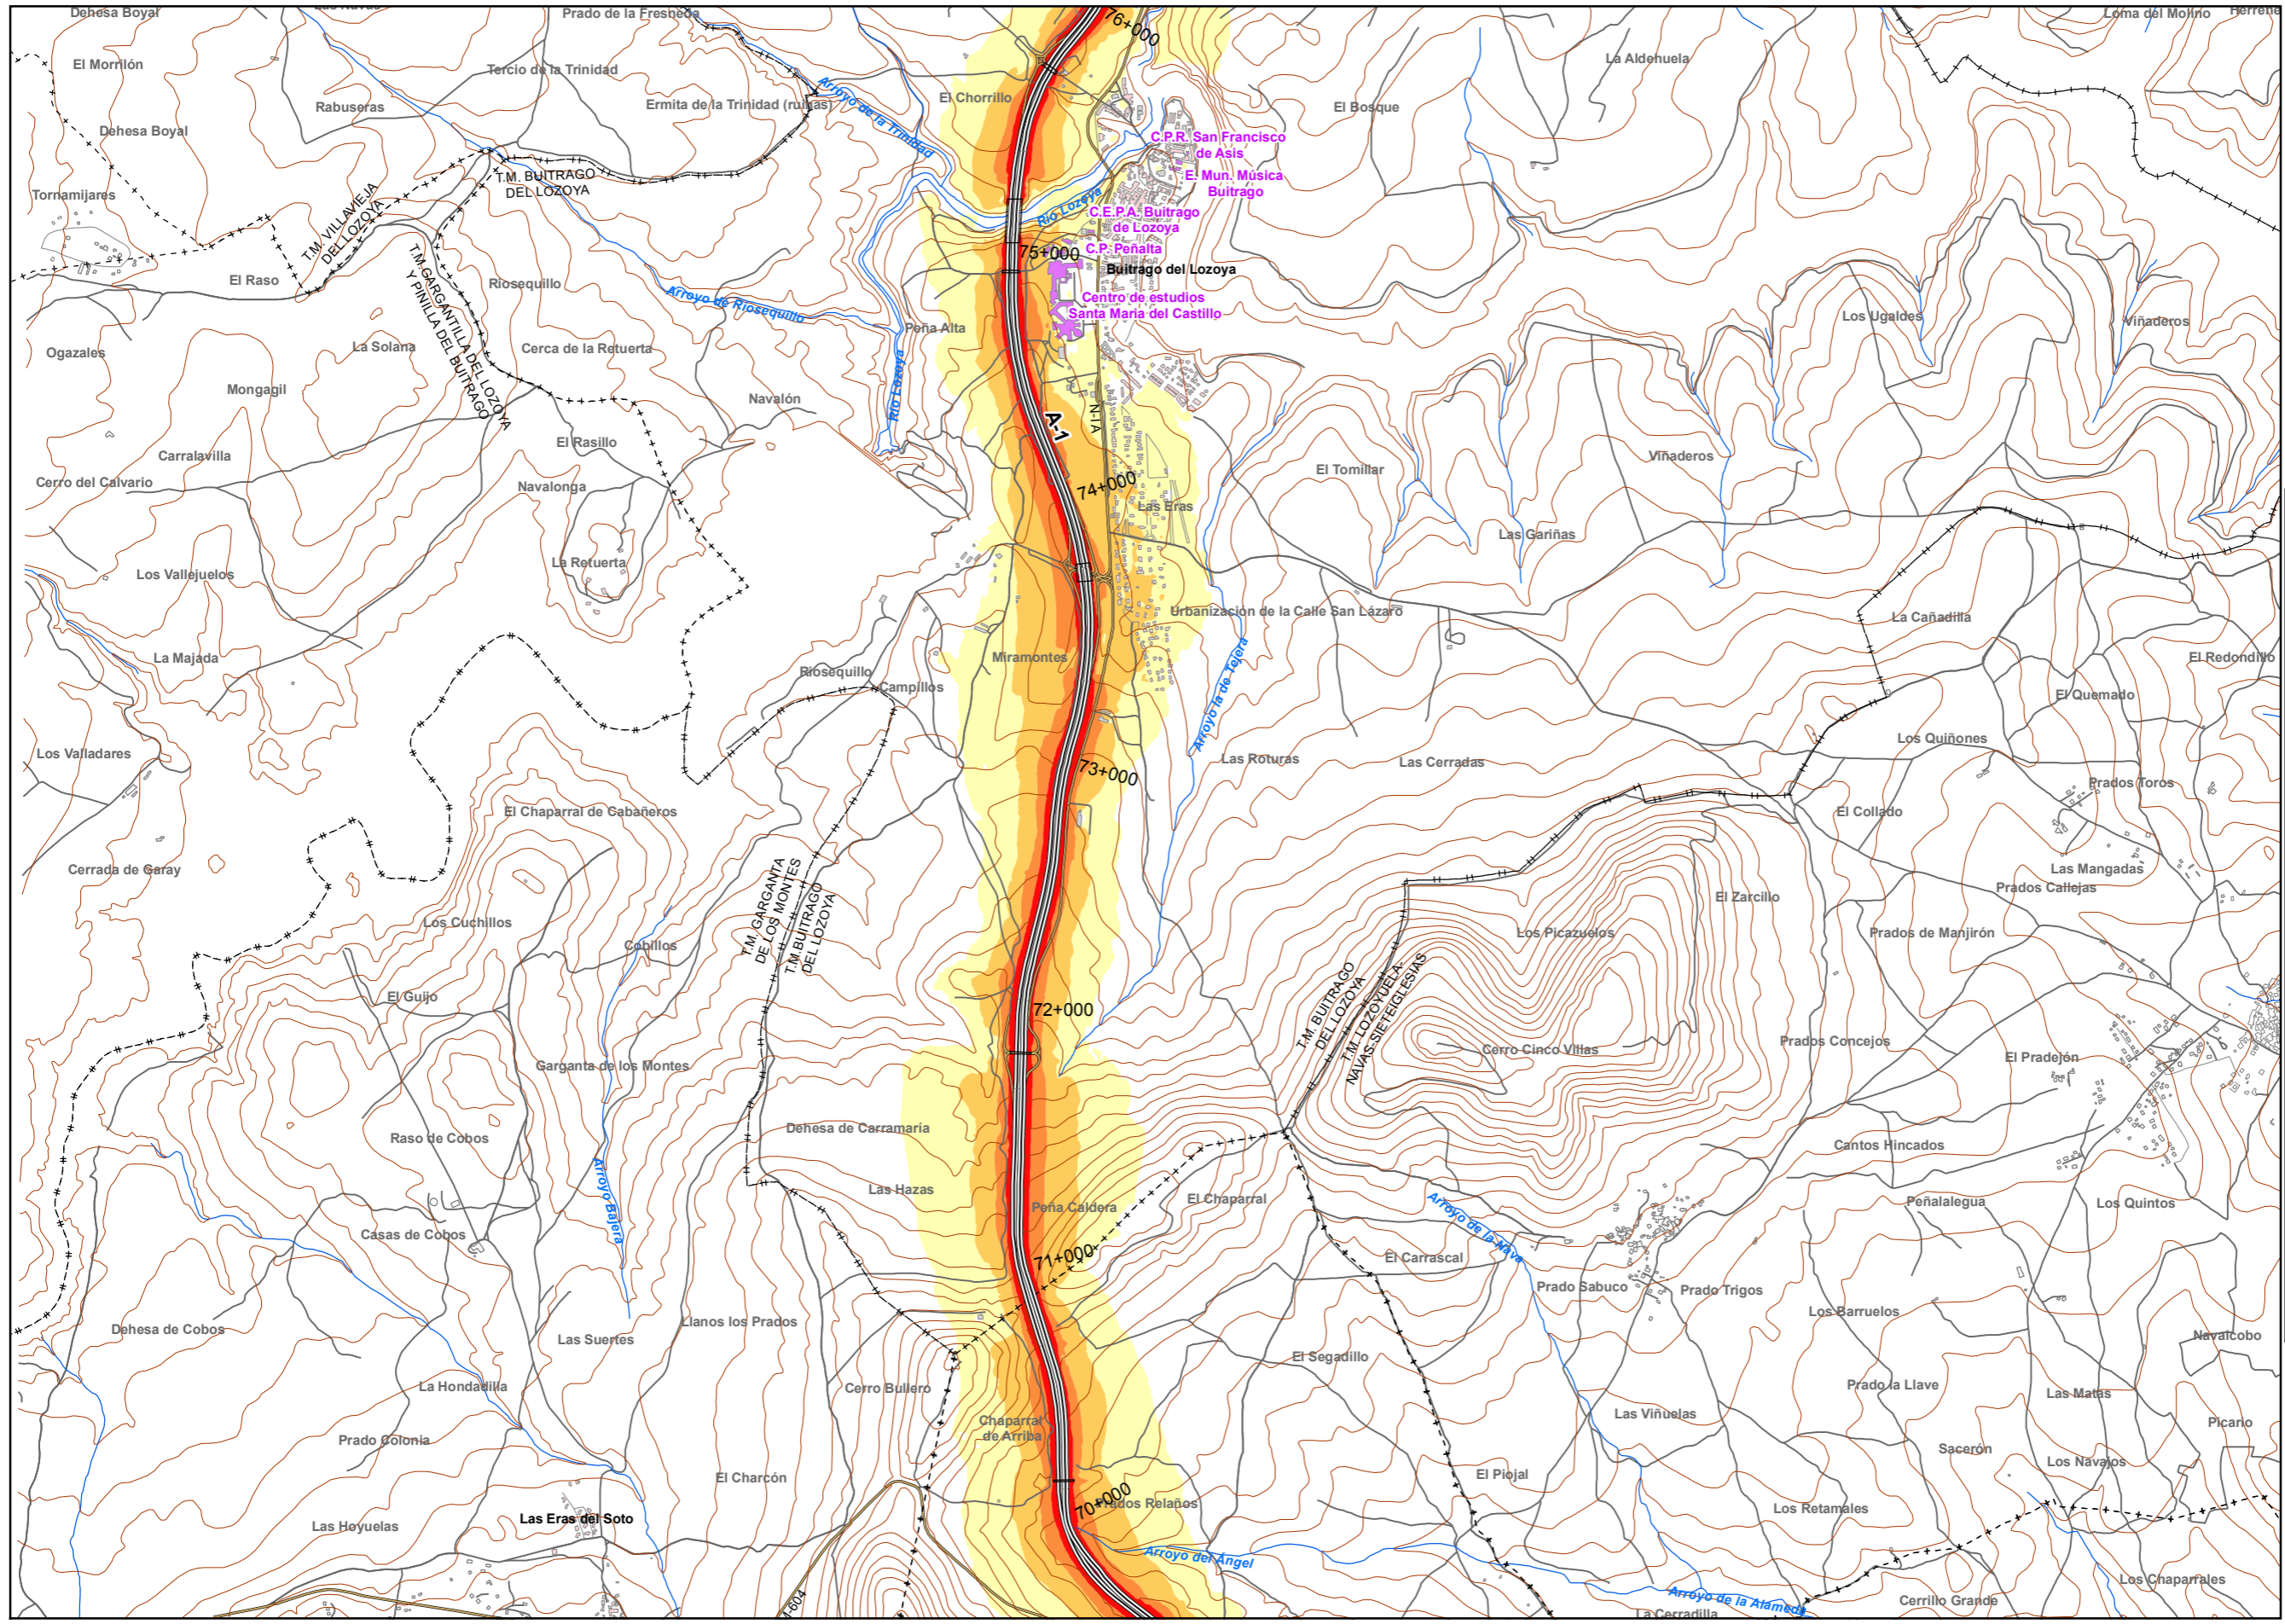 Dehesa Boyal
Prado de la Fresneda
76+000
Loma del Molino
El Morrilón
Tercio de la Trinidad
La Aldehuela
Rabuseras
Ermita de la Trinidad (ruinas)
Arroyo de la Trinidad
El Chorrillo
El Bosque
Dehesa Boyal
C.P.R. San Francisco
de Asis
E. Mun. Música
Buitrago
T.M. BUITRAGO
DEL LOZOYA
Tornamijares
T.M. VILLAVIEJA
DEL LOZOYA
Río Lozoya
C.E.P.A. Buitrago
de Lozoya
C.P. Peñalta
75+000
Buitrago del Lozoya
T.M.GARGANTILLA DEL LOZOYA
Y PINILLA DEL BUITRAGO
El Raso
Riosequillo
Arroyo de Riosequillo
Centro de estudios
Santa Maria del Castillo
Peña Alta
Los Ugaldes
Viñaderos
Ogazales
La Solana
Cerca de la Retuerta
Río Lozoya
Mongagil
Navalón
A-1
N-I A
El Rasillo
Carralavilla
Viñaderos
El Tomillar
Cerro del Calvario
Navalonga
74+000
Las Eras
Las Gariñas
La Retuerta
Los Vallejuelos
Urbanización de la Calle San Lázaro
La Cañadilla
La Majada
Miramontes
El Redondillo
Riosequillo
Campillos
Arroyo la de Tejera
El Quemado
Los Valladares
Las Roturas
Las Cerradas
Los Quiñones
73+000
Prados Toros
El Chaparral de Cabañeros
El Collado
Cerrada de Garay
T.M. GARGANTA
DE LOS MONTES
T.M.BUITRAGO
DEL LOZOYA
Las Mangadas
Prados Callejas
El Zarcillo
Los Cuchillos
Cobillos
Los Picazuelos
Prados de Manjirón
T.M. BUITRAGO
DEL LOZOYA
T.M. LOZOYUELA-
NAVAS-SIETEIGLESIAS
El Guijo
72+000
Cerro Cinco Villas
Prados Concejos
El Pradejón
Garganta de los Montes
Dehesa de Carramaría
Raso de Cobos
Cantos Hincados
Arroyo Bajera
Las Hazas
Peña Caldera
El Chaparral
Arroyo de la Nava
Peñalalegua
Los Quintos
Casas de Cobos
71+000
El Carrascal
Prado Sabuco
Prado Trigos
Los Barruelos
Dehesa de Cobos
Las Suertes
Llanos los Prados
Navalcobo
El Segadillo
La Hondadilla
Cerro Bullero
Prado la Llave
Las Matas
Chaparral
de Arriba
Las Viñuelas
Picario
Prado Colonia
Sacerón
El Charcón
El Piojal
Los Navajos
70+000
Prados Relaños
Los Retamales
Las Hoyuelas
Las Eras del Soto
Arroyo del Ángel
Los Chaparrales
Arroyo de la Alameda
Cerrillo Grande
La Cerradilla